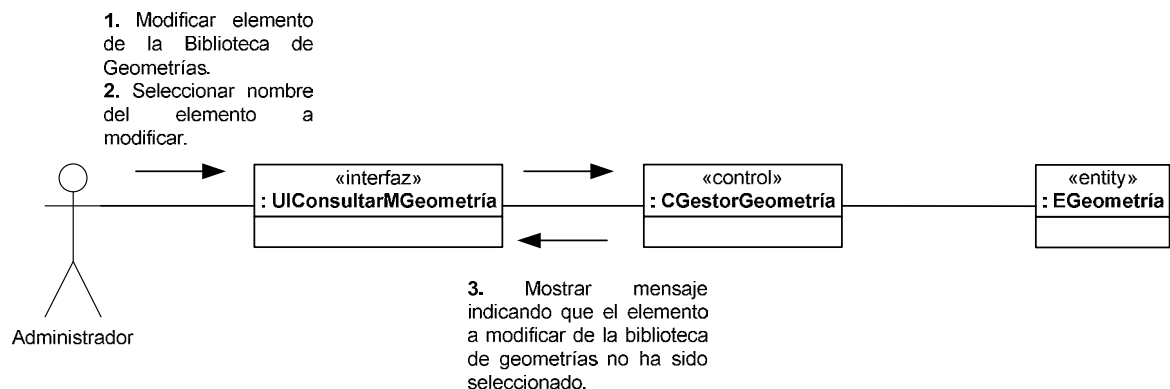 1. Modificar elemento
de la Biblioteca de
Geometrías.
2. Seleccionar nombre
del elemento a
modificar.
«interfaz»
: UIConsultarMGeometría
«control»
: CGestorGeometría
«entity»
: EGeometría
Administrador
3. Mostrar mensaje
indicando que el elemento
a modificar de la biblioteca
de geometrías no ha sido
seleccionado.